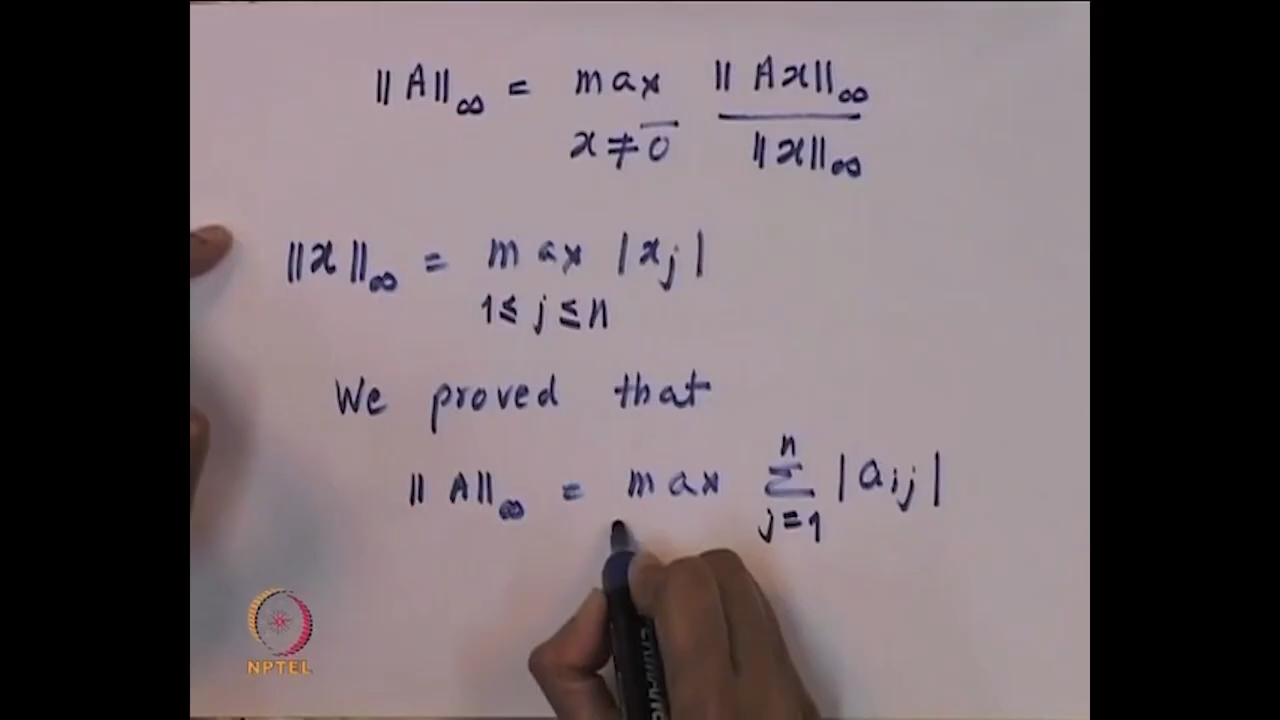 ‖A‖∞ = max ‖Ax‖∞
x≠0̅ ‖x‖∞
‖x‖∞ = max |xj|
1≤ j ≤n
We proved that
‖A‖∞ = max n∑j=1 |aij|
NPTEL